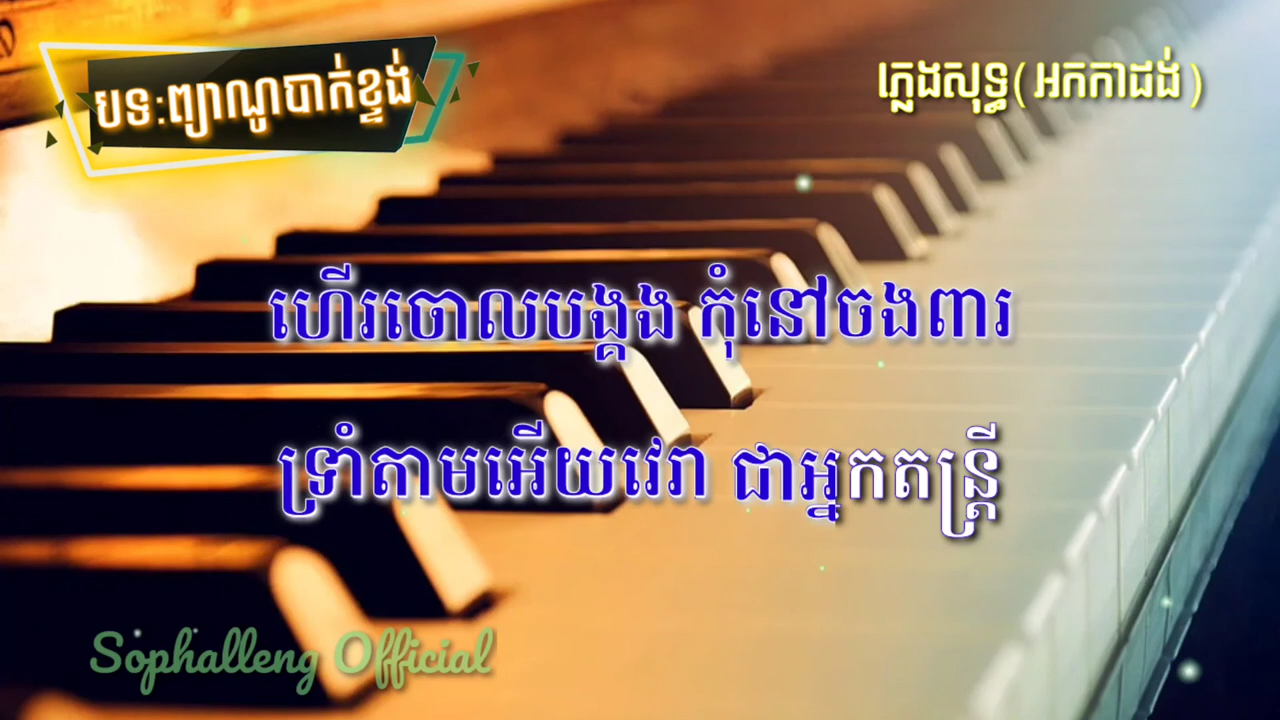 បទ:ព្យាណូបាក់ខ្ទង់
ភ្លេងសុទ្ធ(អកកាដង់)
ហើរចោលបង្គង កុំនៅចងពារ
ទ្រាំតាមអើយវេរា ជាអ្នកតន្ត្រី
Sophalleng Official